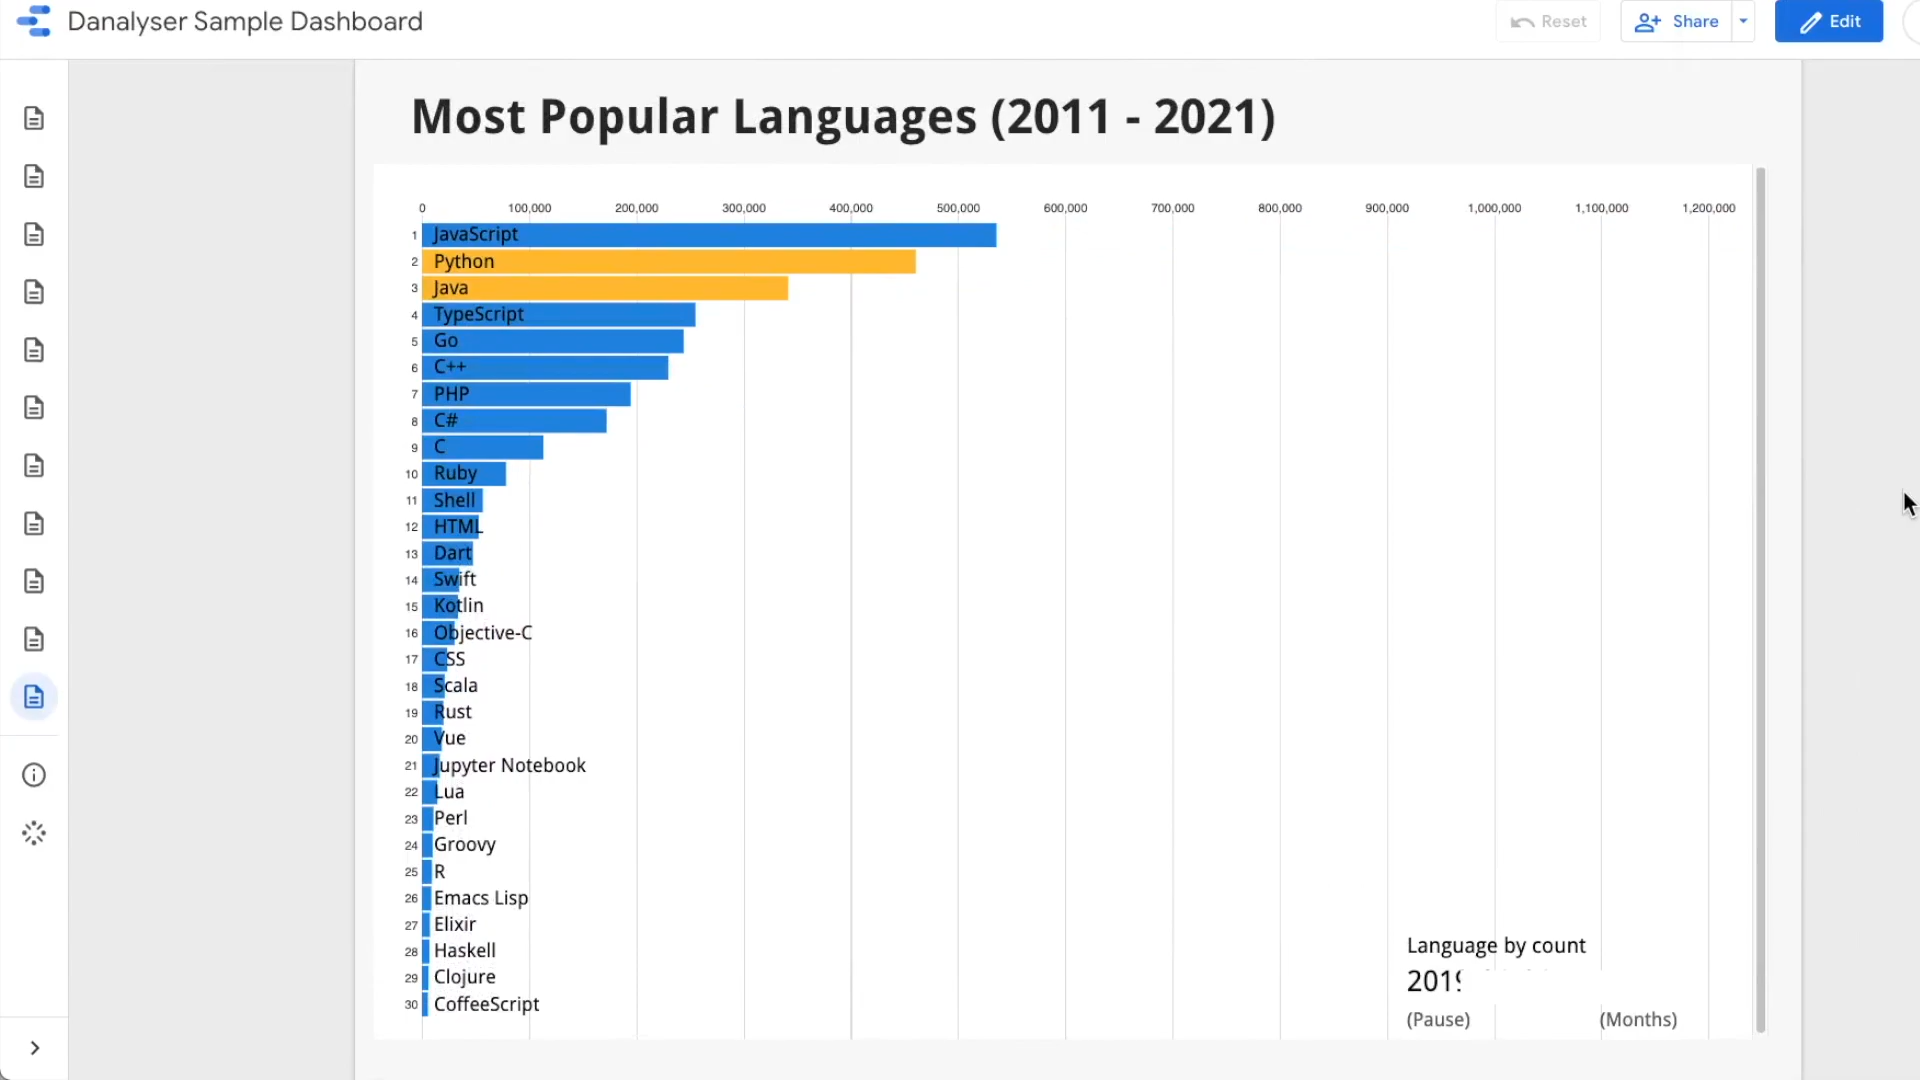 Danalyser Sample Dashboard
Reset
Share
Edit
Most Popular Languages (2011 - 2021)
0 100,000 200,000 300,000 400,000 500,000 600,000 700,000 800,000 900,000 1,000,000 1,100,000 1,200,000
1 JavaScript
2 Python
3 Java
4 TypeScript
5 Go
6 C++
7 PHP
8 C#
9 C
10 Ruby
11 Shell
12 HTML
13 Dart
14 Swift
15 Kotlin
16 Objective-C
17 CSS
18 Scala
19 Rust
20 Vue
21 Jupyter Notebook
22 Lua
23 Perl
24 Groovy
25 R
26 Emacs Lisp
27 Elixir
28 Haskell
29 Clojure
30 CoffeeScript
Language by count
(Pause) (Months)